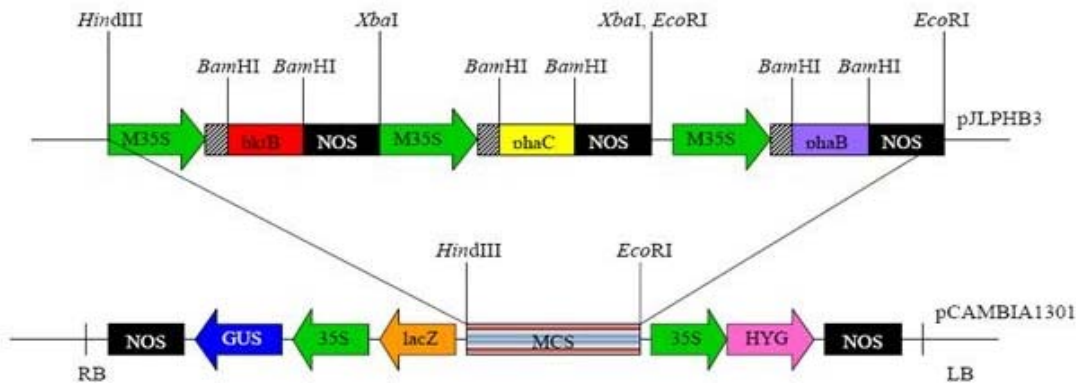 HindIII XbaI XbaI, EcoRI EcoRI
BamHI BamHI BamHI BamHI BamHI BamHI
M35S bktB NOS M35S phaC NOS M35S phaB NOS pJLPHB3
HindIII EcoRI
NOS GUS 35S lacZ MCS 35S HYG NOS pCAMBIA1301
RB LB